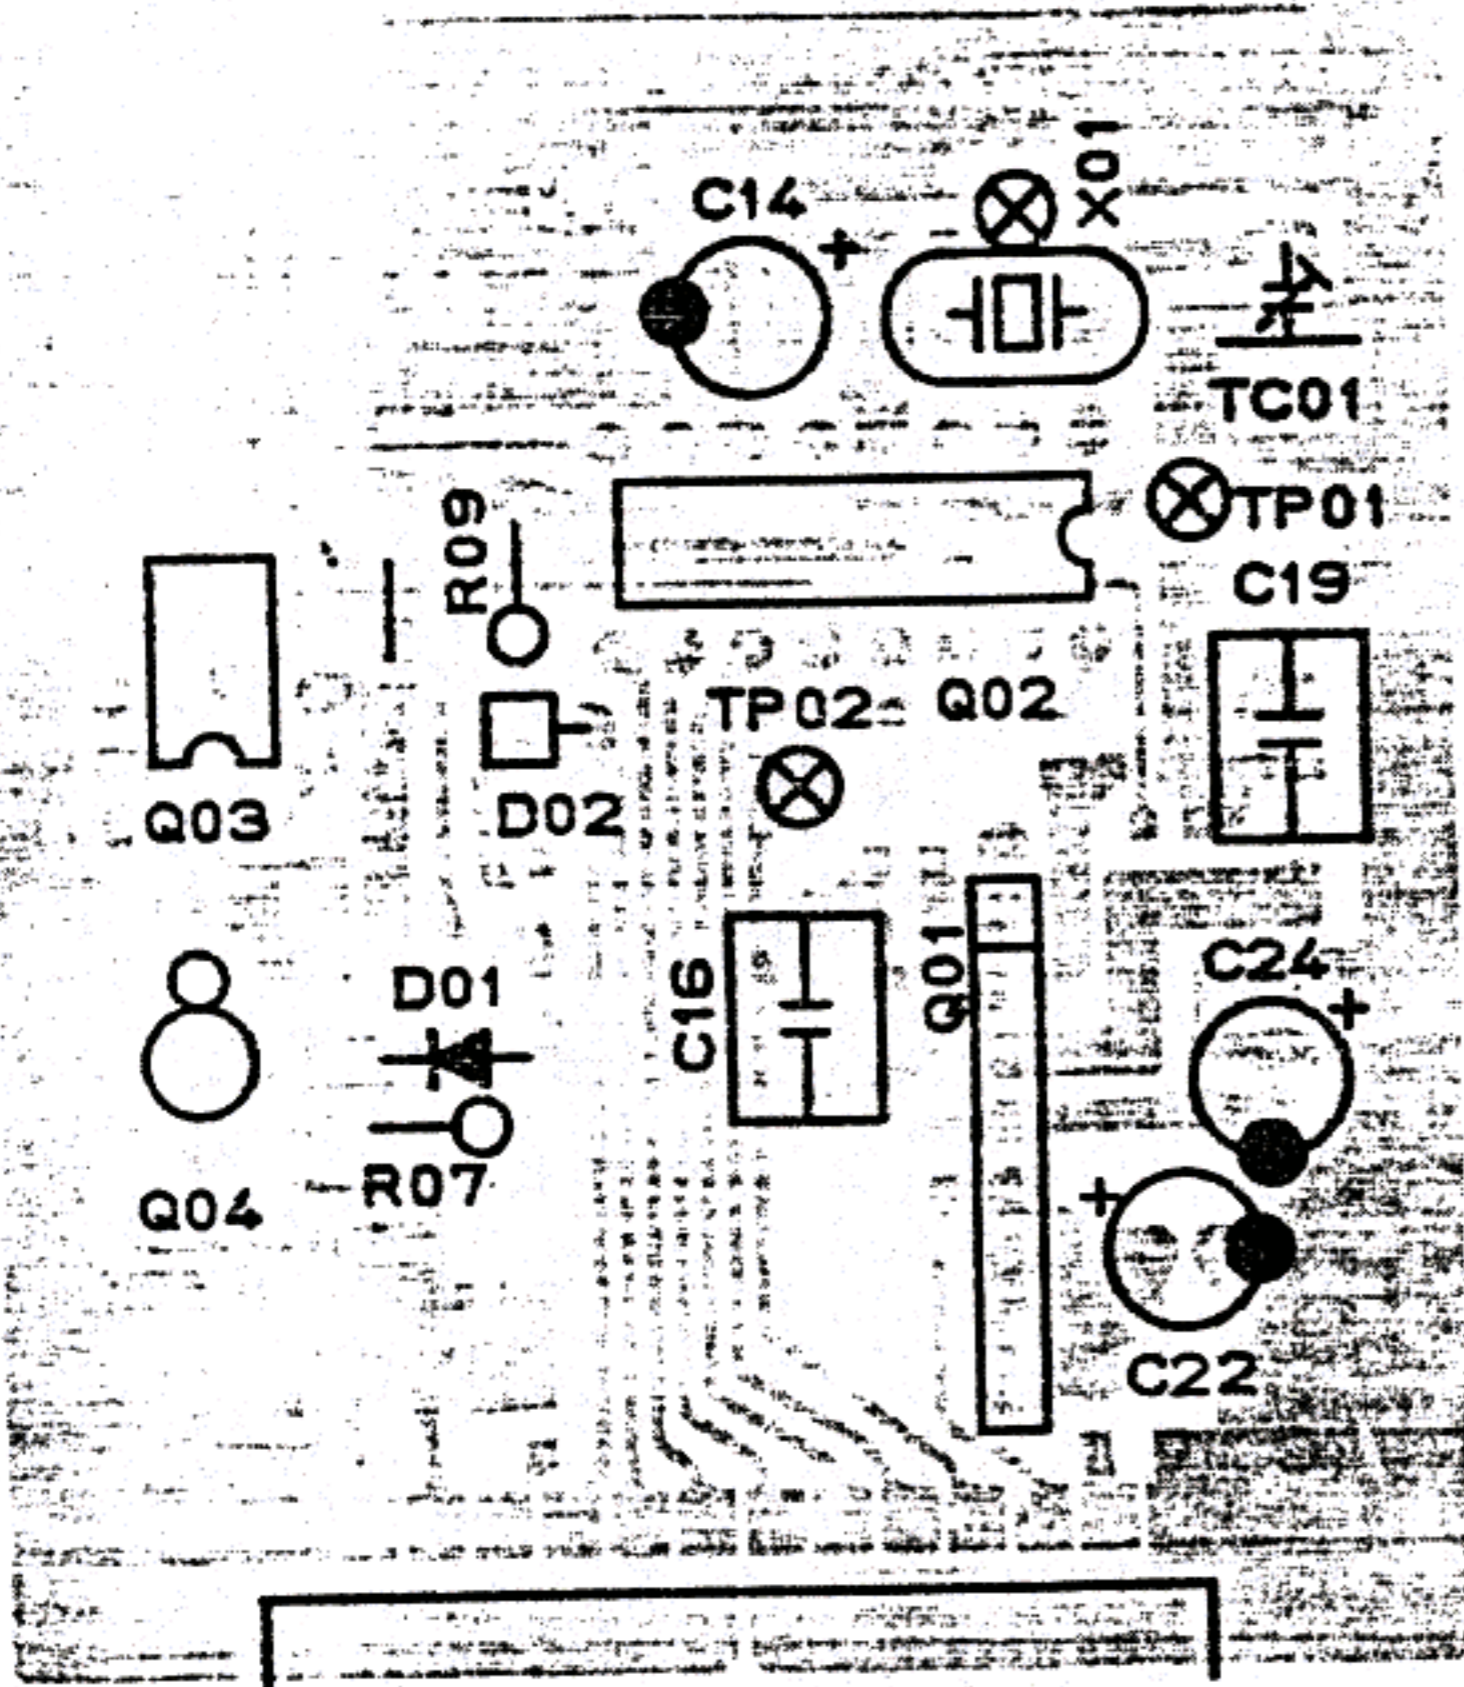 X01
C14
+
TC01
R09
TP01
C19
TP02
Q02
Q03
D02
Q01
C24
D01
C16
+
R07
+
Q04
C22